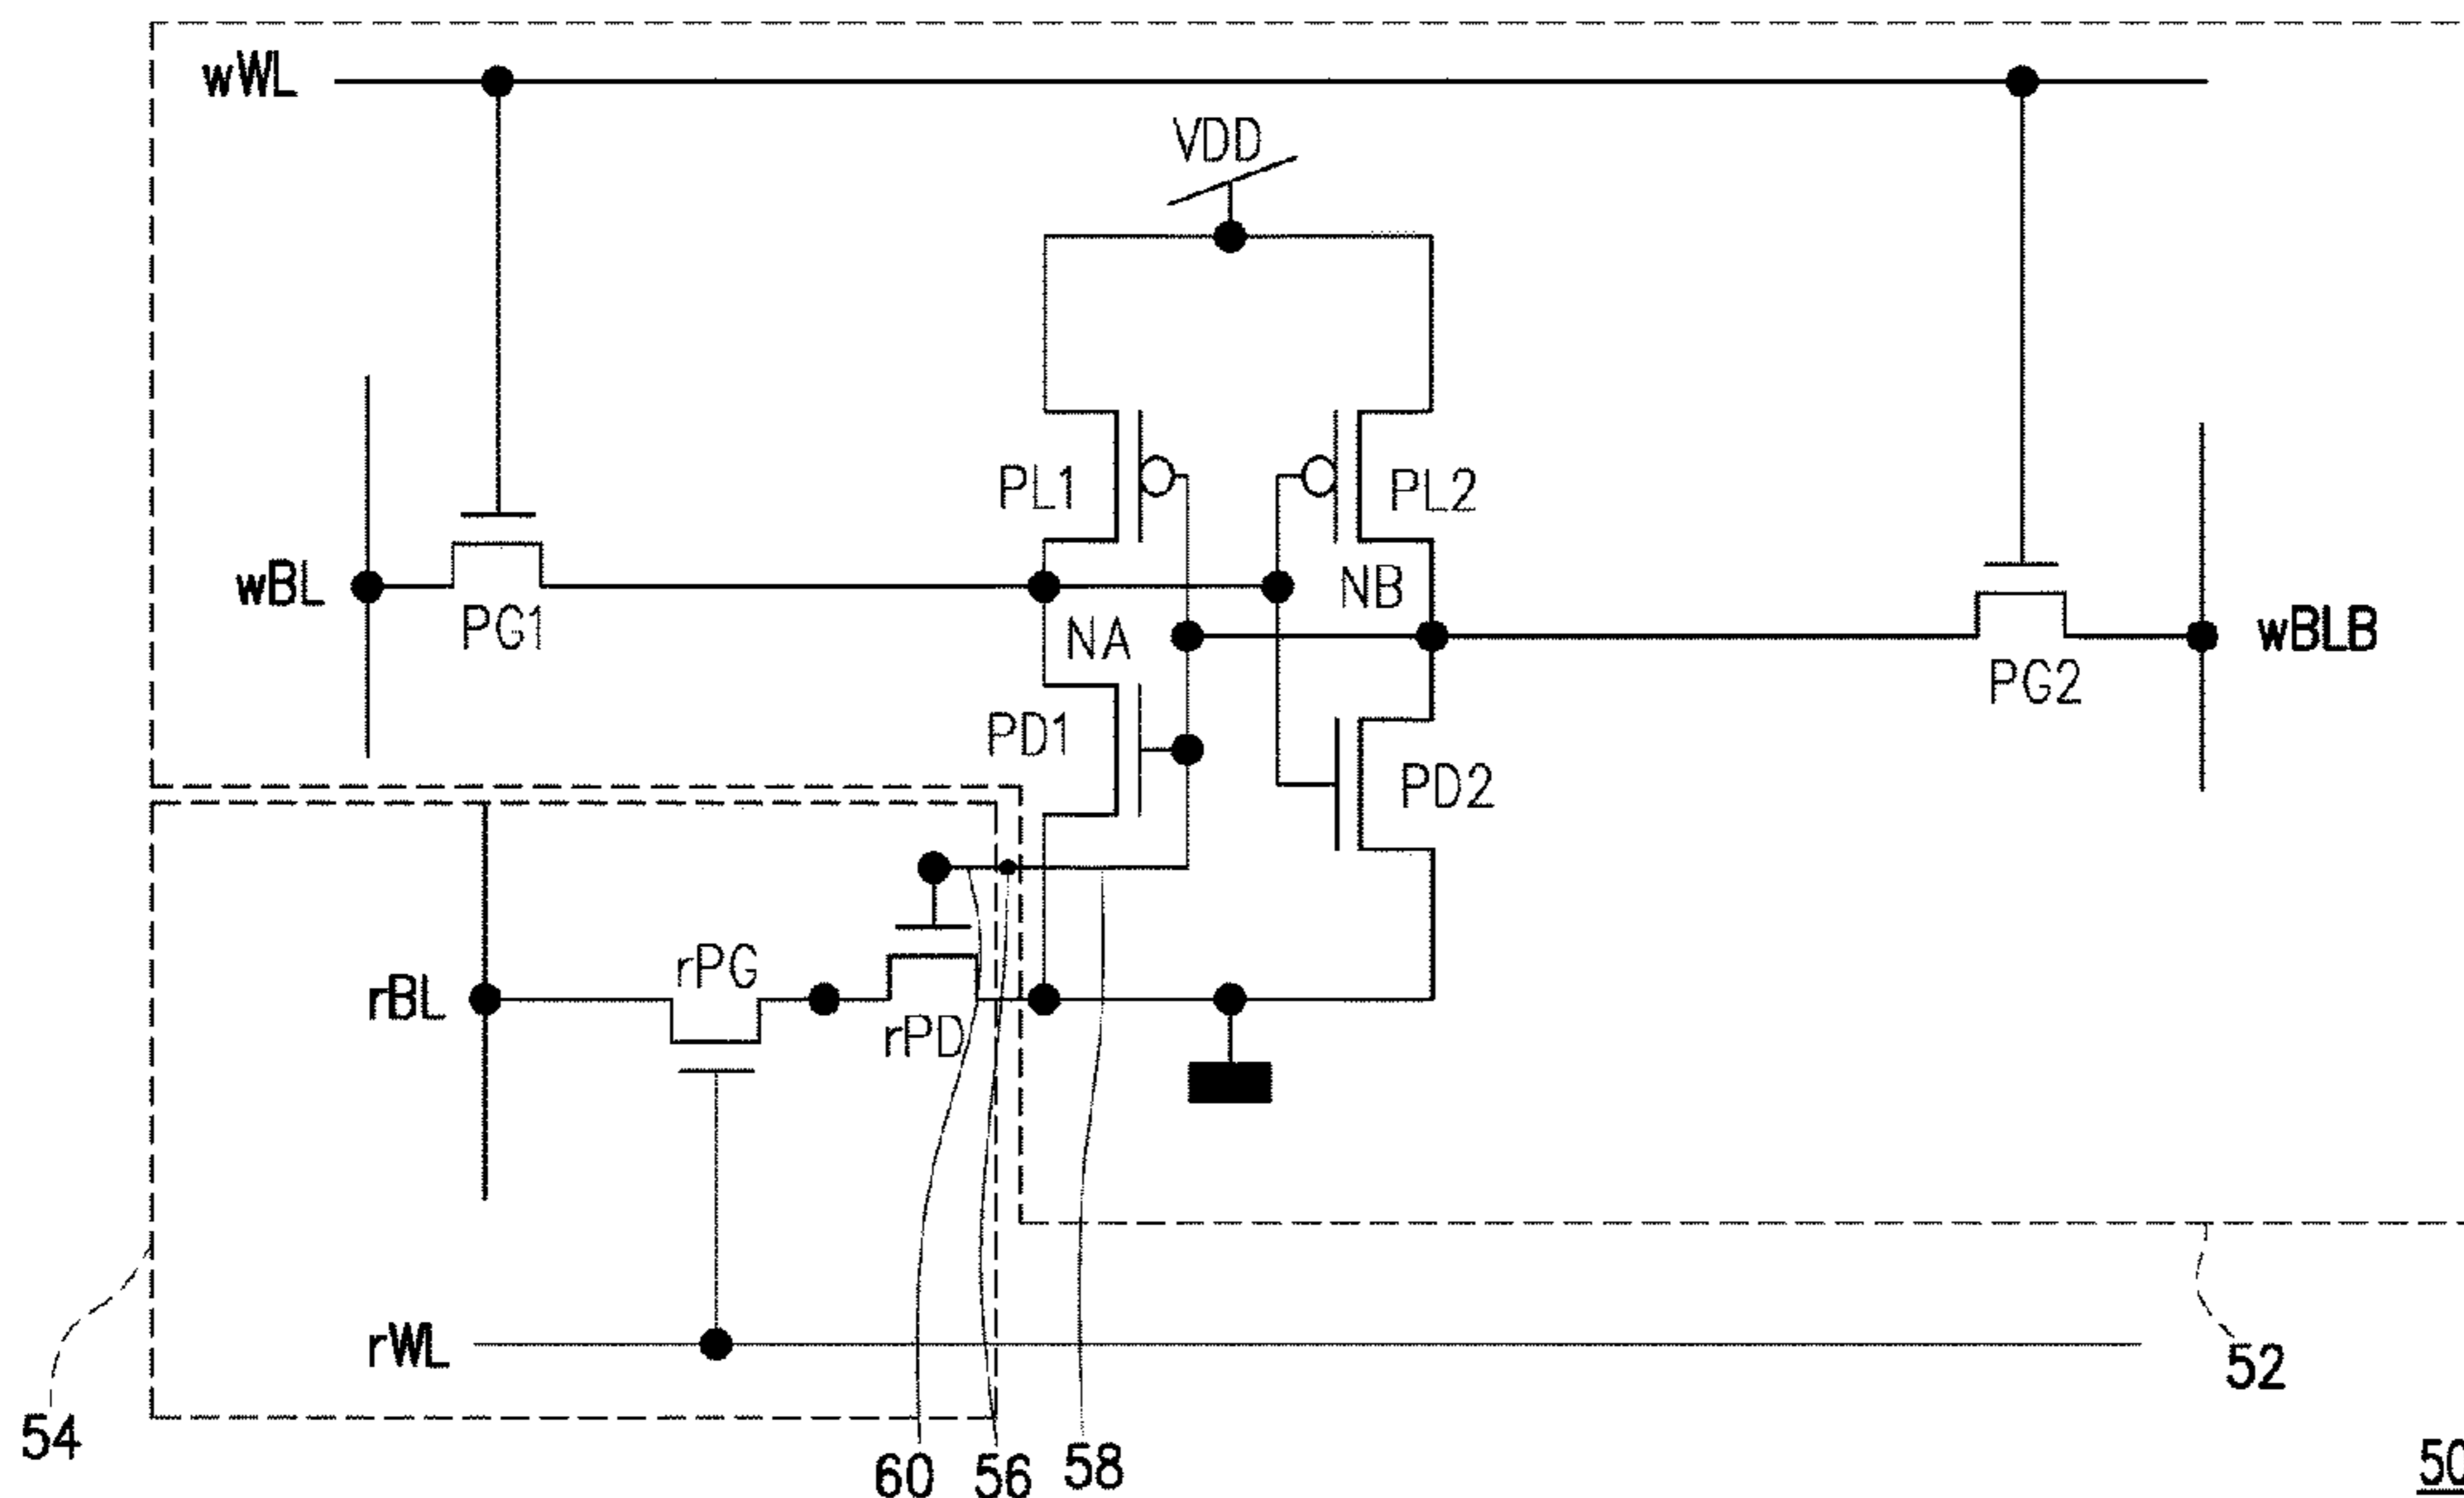 wWL
VDD
PL1
PL2
wBL
NB
PG1
NA
wBLB
PG2
PD1
PD2
rPG
rBL
rPD
rWL
52
54
60
56
58
50